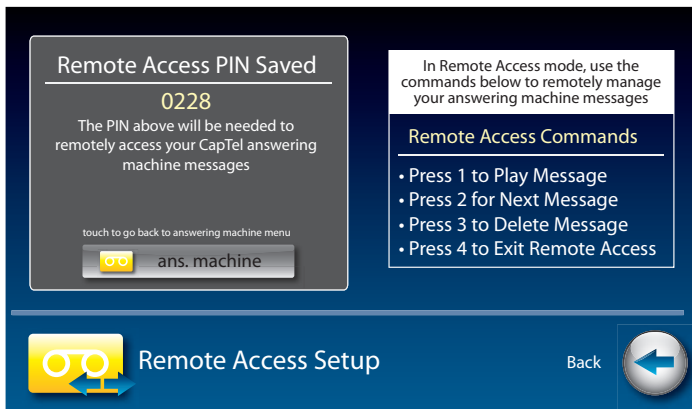 Remote Access PIN Saved
0228
The PIN above will be needed to
remotely access your CapTel answering
machine messages
touch to go back to answering machine menu
ans. machine
In Remote Access mode, use the
commands below to remotely manage
your answering machine messages
Remote Access Commands
• Press 1 to Play Message
• Press 2 for Next Message
• Press 3 to Delete Message
• Press 4 to Exit Remote Access
Remote Access Setup
Back